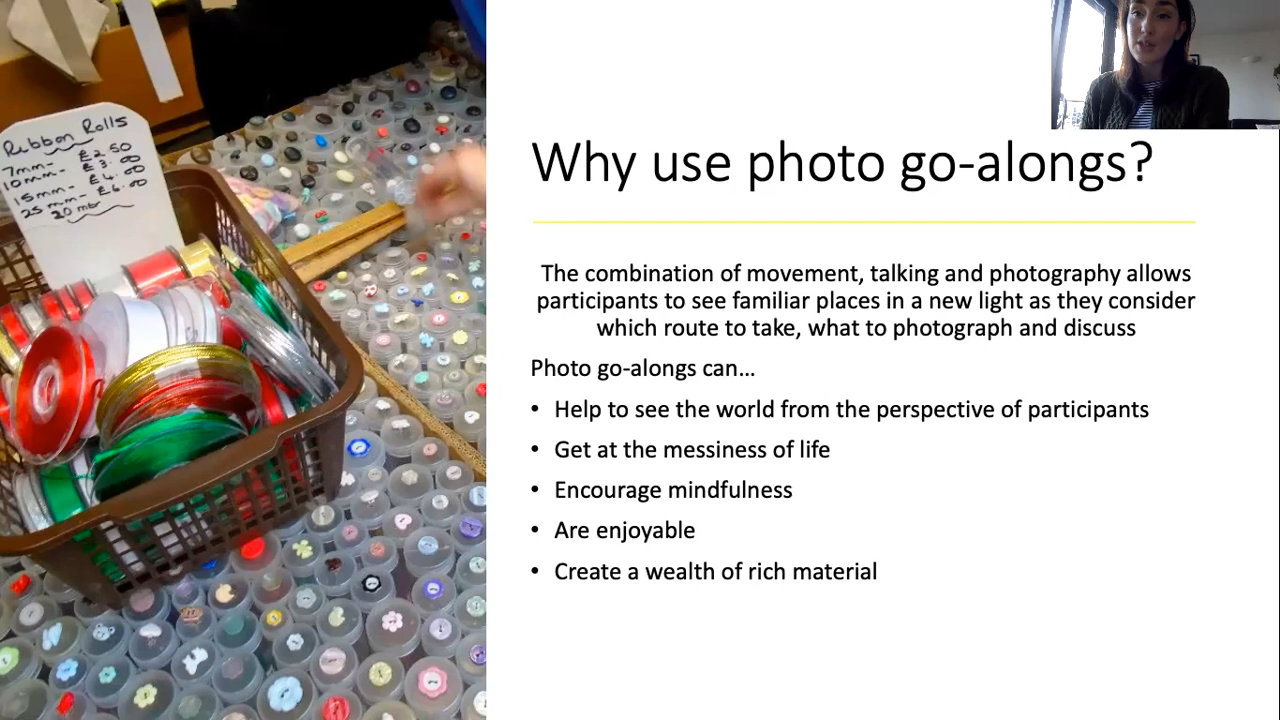 Ribbon Rolls
7mm- £2.50
10mm- £3.00
15mm- £4.00
25mm- £6.00
20 mtr
Why use photo go-alongs?
The combination of movement, talking and photography allows
participants to see familiar places in a new light as they consider
which route to take, what to photograph and discuss
Photo go-alongs can…
• Help to see the world from the perspective of participants
• Get at the messiness of life
• Encourage mindfulness
• Are enjoyable
• Create a wealth of rich material